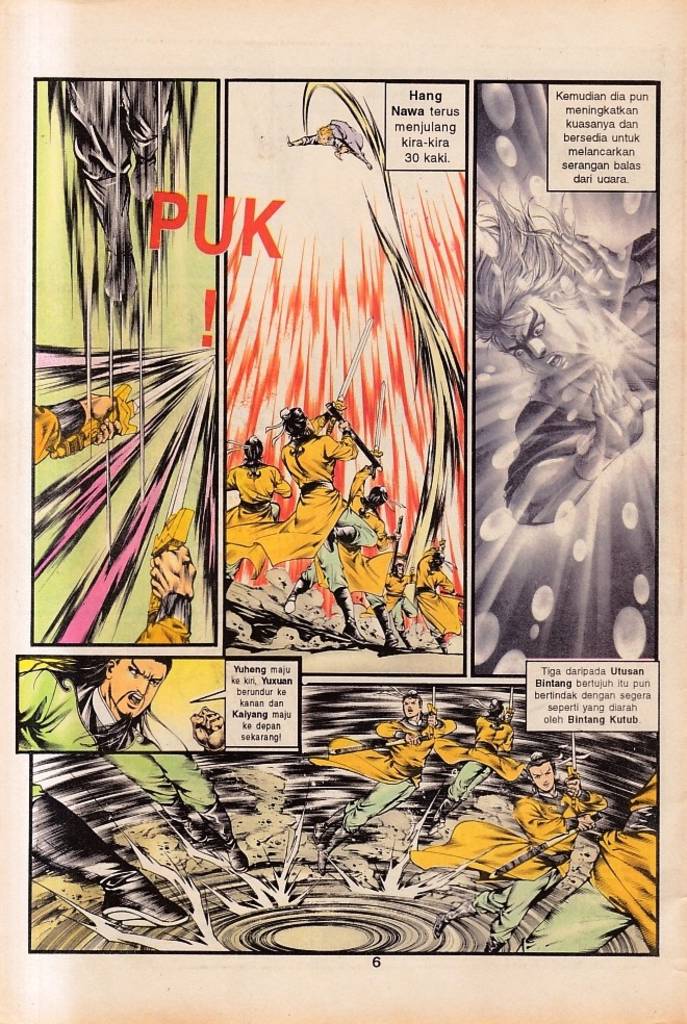 PUK
!
Hang
Nawa terus
menjulang
kira-kira
30 kaki.
Kemudian dia pun
meningkatkan
kuasanya dan
bersedia untuk
melancarkan
serangan balas
dari udara.
Yuheng maju
ke kiri, Yuxuan
berundur ke
kanan dan
Kaiyang maju
ke depan
sekarang!
Tiga daripada Utusan
Bintang bertujuh itu pun
bertindak dengan segera
seperti yang diarah
oleh Bintang Kutub.
6